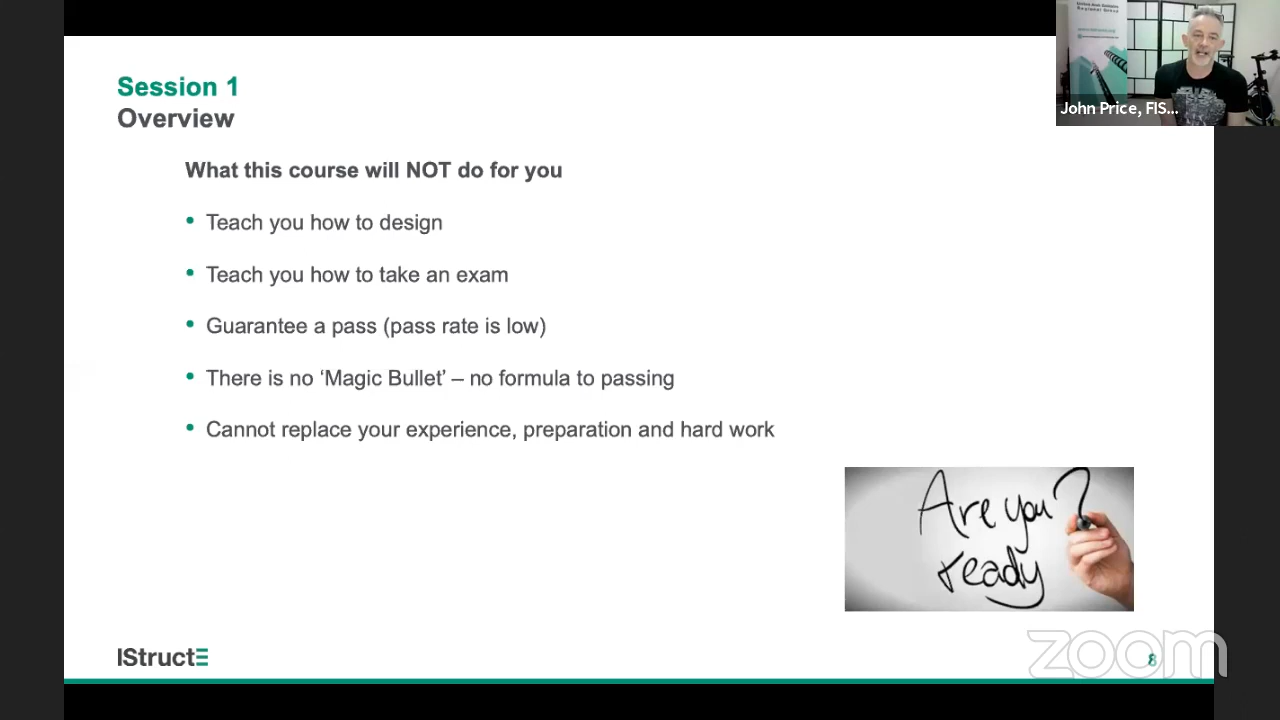 Session 1
Overview
What this course will NOT do for you
• Teach you how to design
• Teach you how to take an exam
• Guarantee a pass (pass rate is low)
• There is no ‘Magic Bullet’ – no formula to passing
• Cannot replace your experience, preparation and hard work
Are you?
ready
IStructE
8
zoom
Regional Group
John Price, FIS...